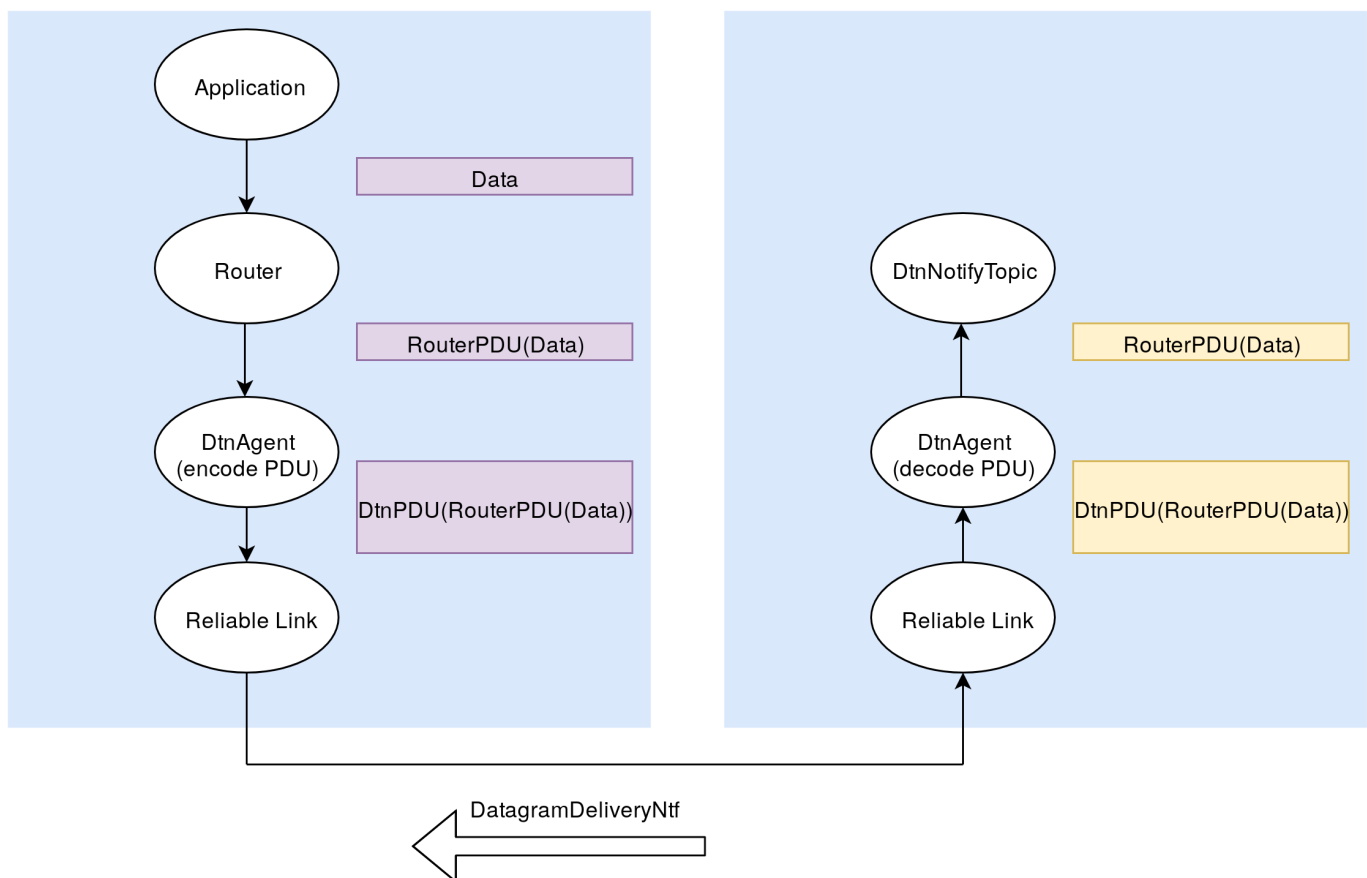 Application
Data
Router
RouterPDU(Data)
DtnAgent
(encode PDU)
DtnPDU(RouterPDU(Data))
Reliable Link
DtnNotifyTopic
RouterPDU(Data)
DtnAgent
(decode PDU)
DtnPDU(RouterPDU(Data))
Reliable Link
DatagramDeliveryNtf